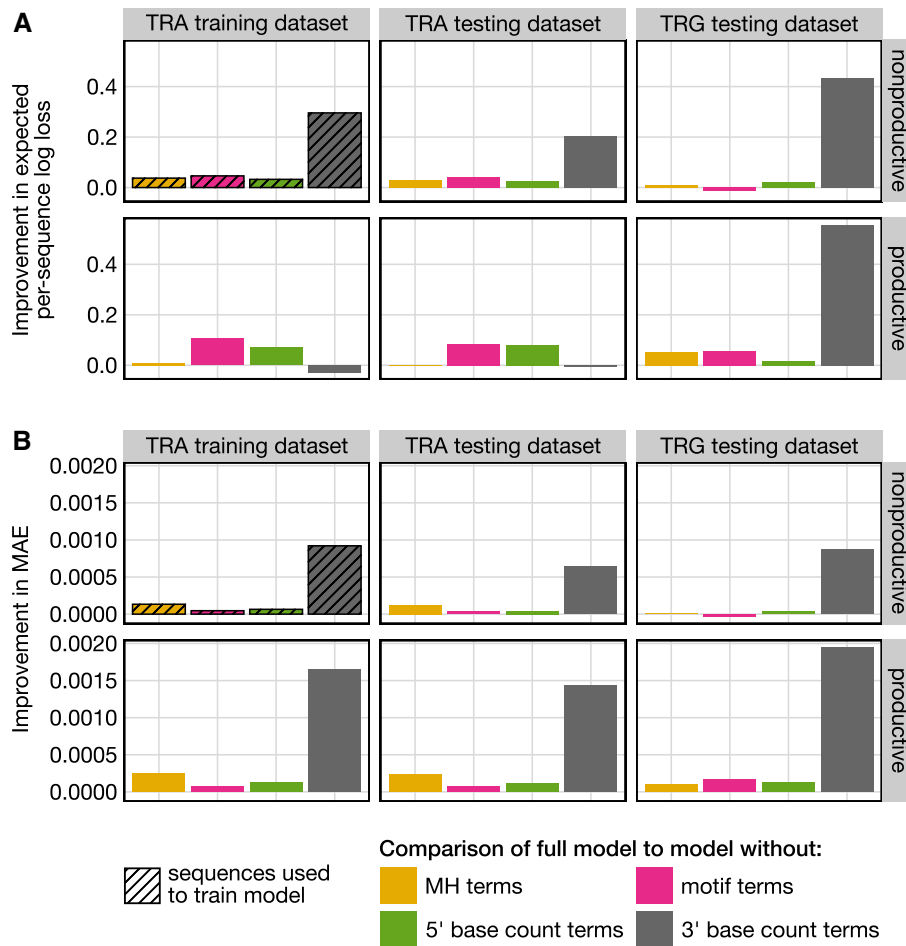 A
TRA training dataset
TRA testing dataset
TRG testing dataset
Improvement in expected
per-sequence log loss
0.4
0.2
0.0
nonproductive
0.4
0.2
0.0
productive
B
TRA training dataset
TRA testing dataset
TRG testing dataset
Improvement in MAE
0.0020
0.0015
0.0010
0.0005
0.0000
nonproductive
0.0020
0.0015
0.0010
0.0005
0.0000
productive
sequences used
to train model
Comparison of full model to model without:
MH terms
motif terms
5' base count terms
3' base count terms